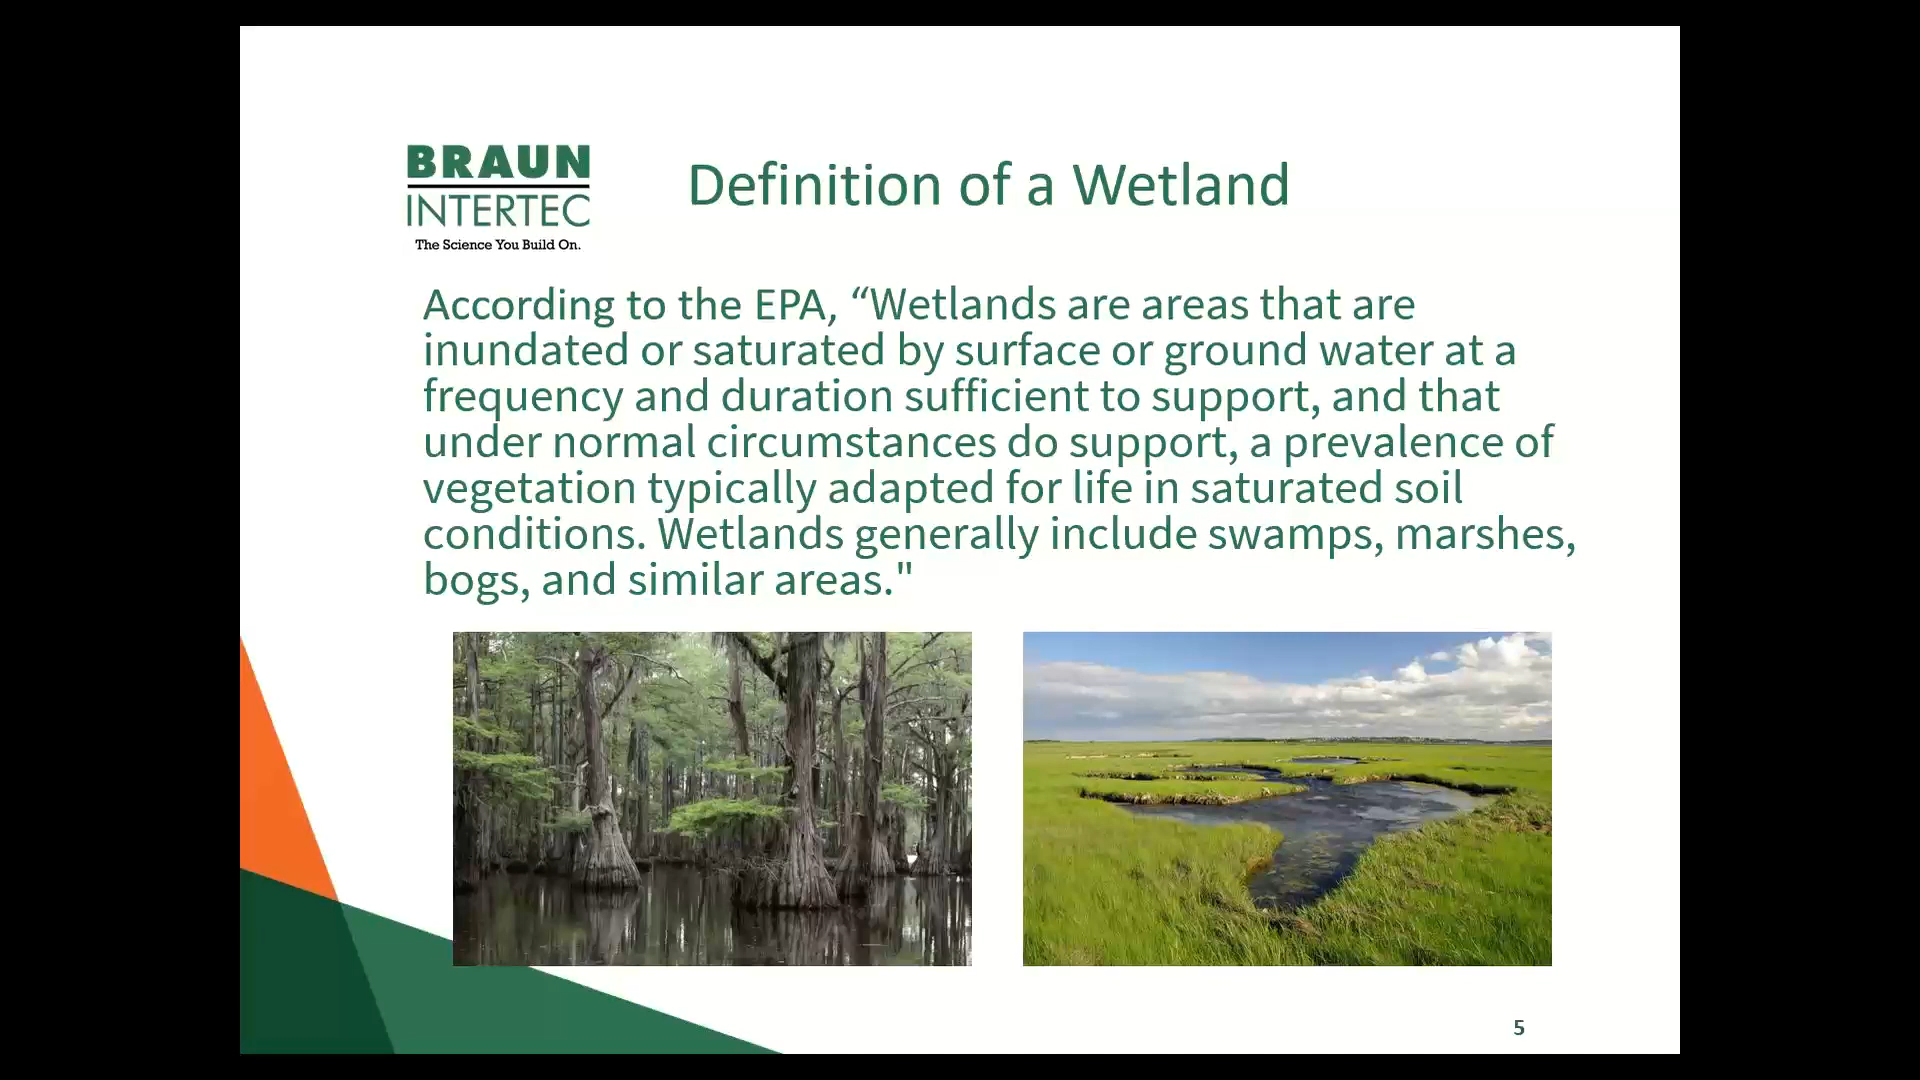 BRAUN
INTERTEC
The Science You Build On.
Definition of a Wetland
According to the EPA, “Wetlands are areas that are
inundated or saturated by surface or ground water at a
frequency and duration sufficient to support, and that
under normal circumstances do support, a prevalence of
vegetation typically adapted for life in saturated soil
conditions. Wetlands generally include swamps, marshes,
bogs, and similar areas."
5